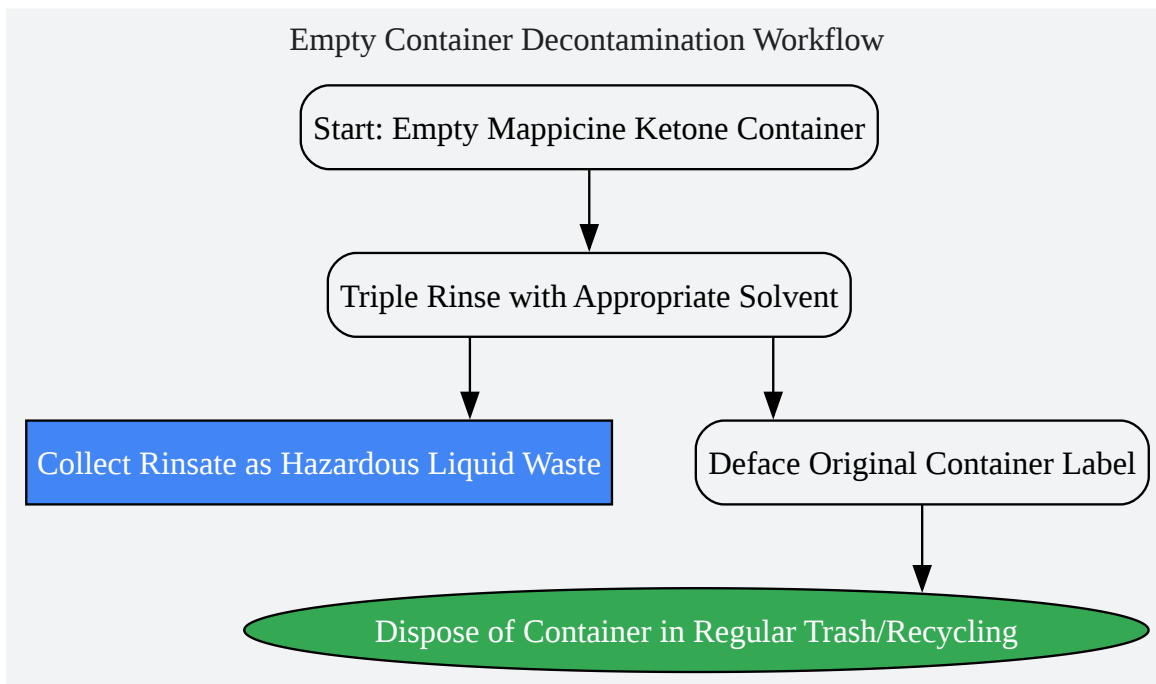 Empty Container Decontamination Workflow
Start: Empty Mappicine Ketone Container
Triple Rinse with Appropriate Solvent
Collect Rinsate as Hazardous Liquid Waste
Deface Original Container Label
Dispose of Container in Regular Trash/Recycling